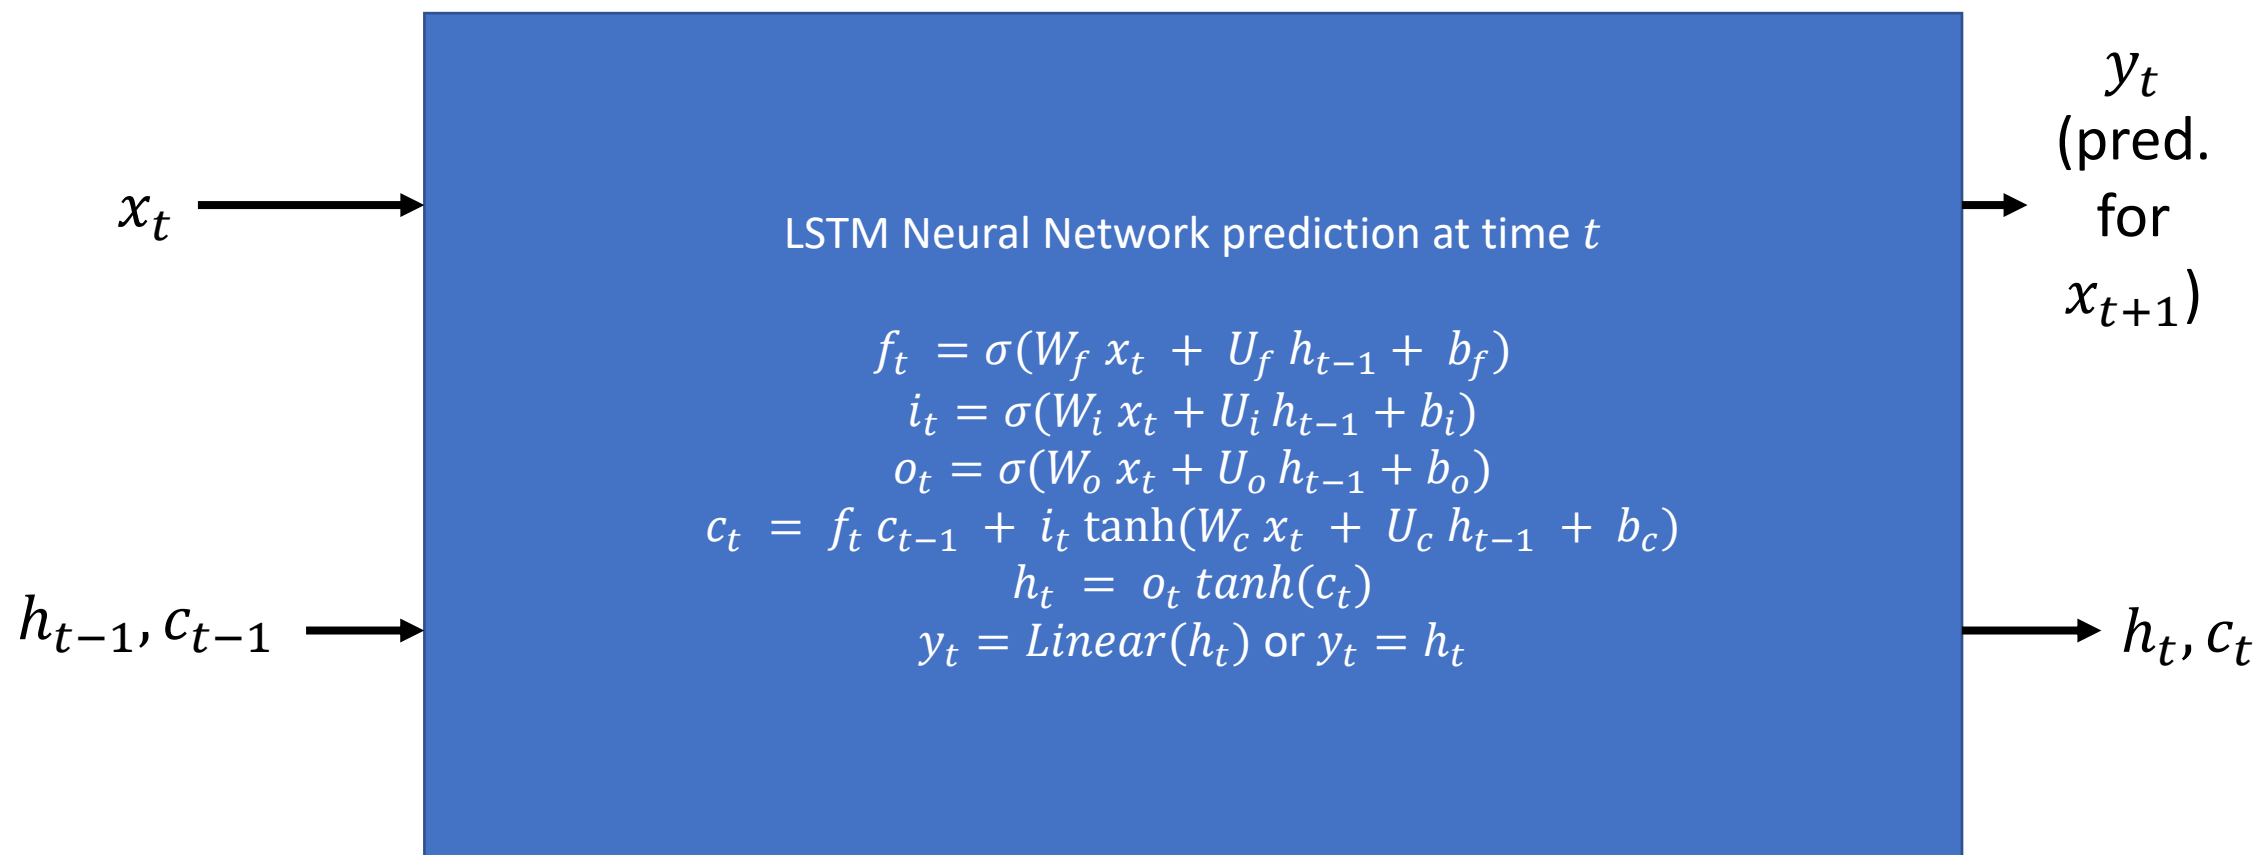 x_t
h_{t−1}, c_{t−1}
LSTM Neural Network prediction at time t
f_t = σ(W_f x_t + U_f h_{t−1} + b_f)
i_t = σ(W_i x_t + U_i h_{t−1} + b_i)
o_t = σ(W_o x_t + U_o h_{t−1} + b_o)
c_t = f_t c_{t−1} + i_t tanh(W_c x_t + U_c h_{t−1} + b_c)
h_t = o_t tanh(c_t)
y_t = Linear(h_t) or y_t = h_t
y_t
(pred.
for
x_{t+1})
h_t, c_t